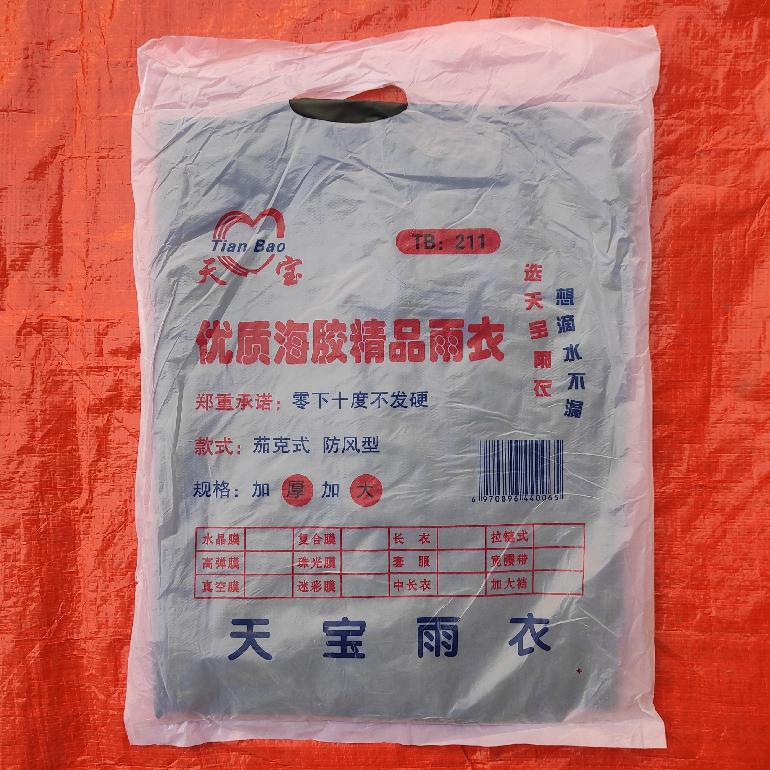 Tian Bao
天宝
TB：211
选天宝雨衣
想滴水不漏
优质海胶精品雨衣
郑重承诺：零下十度不发硬
款式：茄克式 防风型
规格：加厚加大
6 970896 440065
水晶膜 复合膜 长衣 拉链式
高弹膜 珠光膜 套服 宽腰带
真空膜 迷彩膜 中长衣 加大裆
天宝雨衣